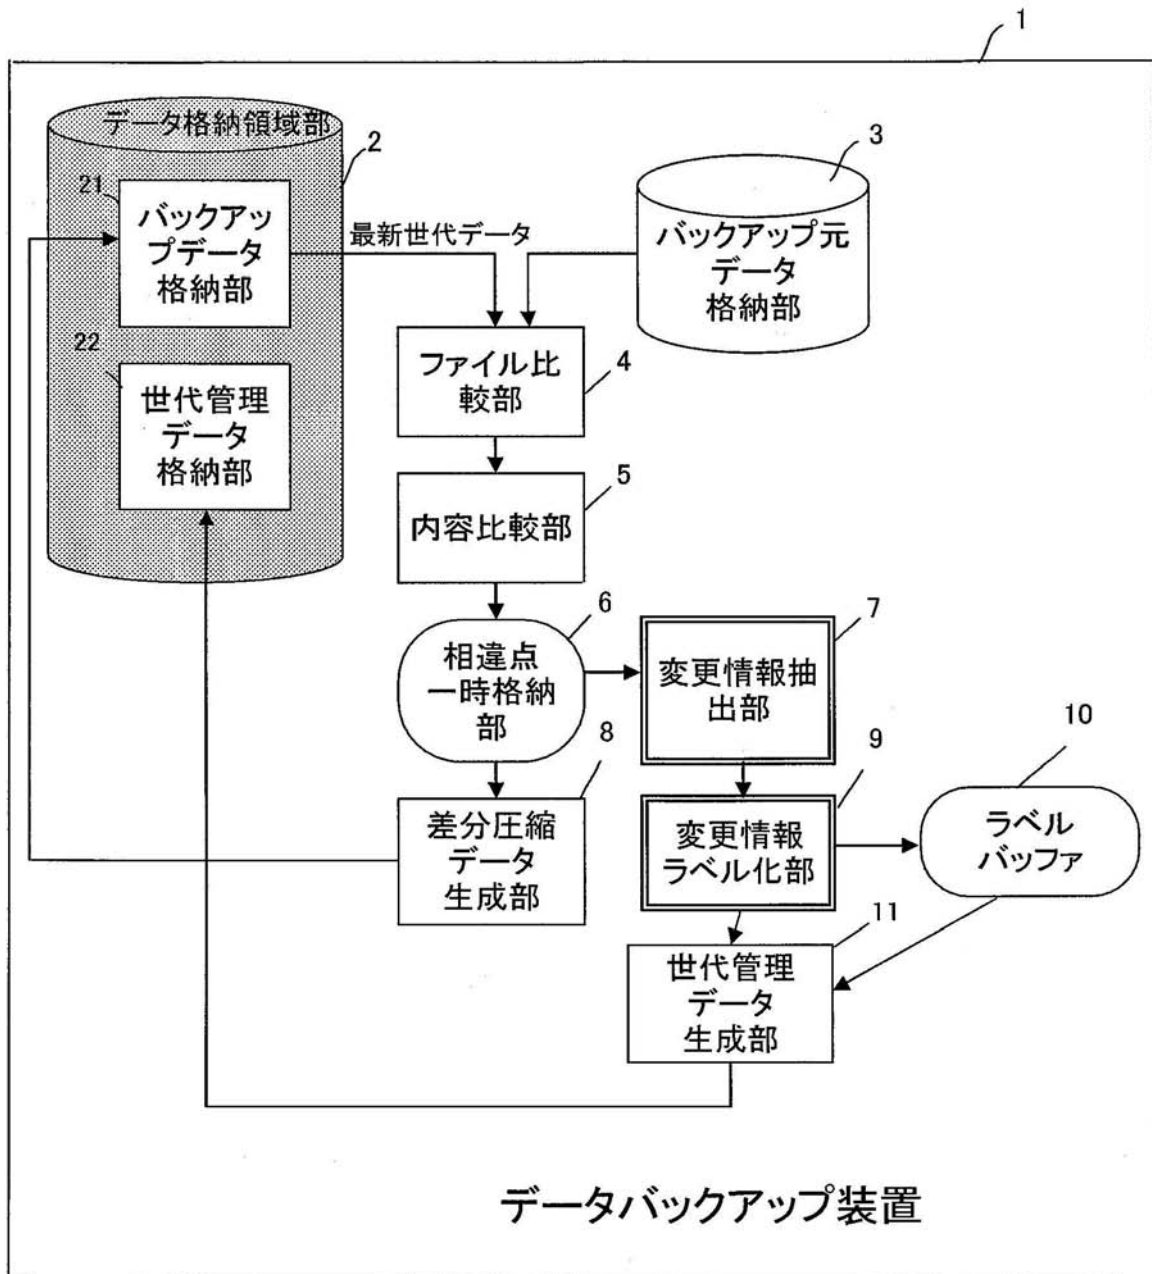 1
データ格納領域部
2
21
バックアッ
プデータ
格納部
最新世代データ
3
バックアップ元
データ
格納部
22
世代管理
データ
格納部
ファイル比
較部
4
内容比較部
5
相違点
一時格納
部
6
変更情報抽
出部
7
差分圧縮
データ
生成部
8
変更情報
ラベル化部
9
ラベル
バッファ
10
世代管理
データ
生成部
11
データバックアップ装置